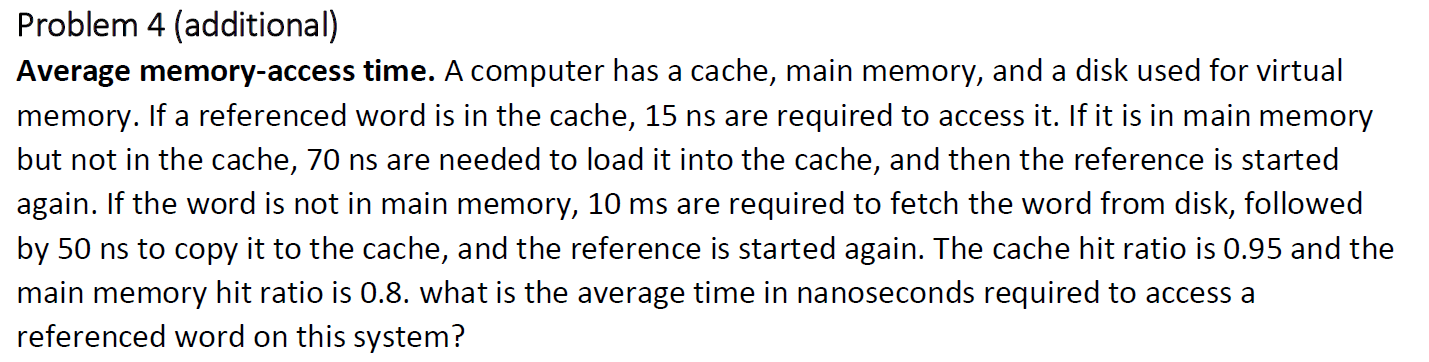 Problem 4 (additional)
Average memory-access time. A computer has a cache, main memory, and a disk used for virtual
memory. If a referenced word is in the cache, 15 ns are required to access it. If it is in main memory
but not in the cache, 70 ns are needed to load it into the cache, and then the reference is started
again. If the word is not in main memory, 10 ms are required to fetch the word from disk, followed
by 50 ns to copy it to the cache, and the reference is started again. The cache hit ratio is 0.95 and the
main memory hit ratio is 0.8. what is the average time in nanoseconds required to access a
referenced word on this system?